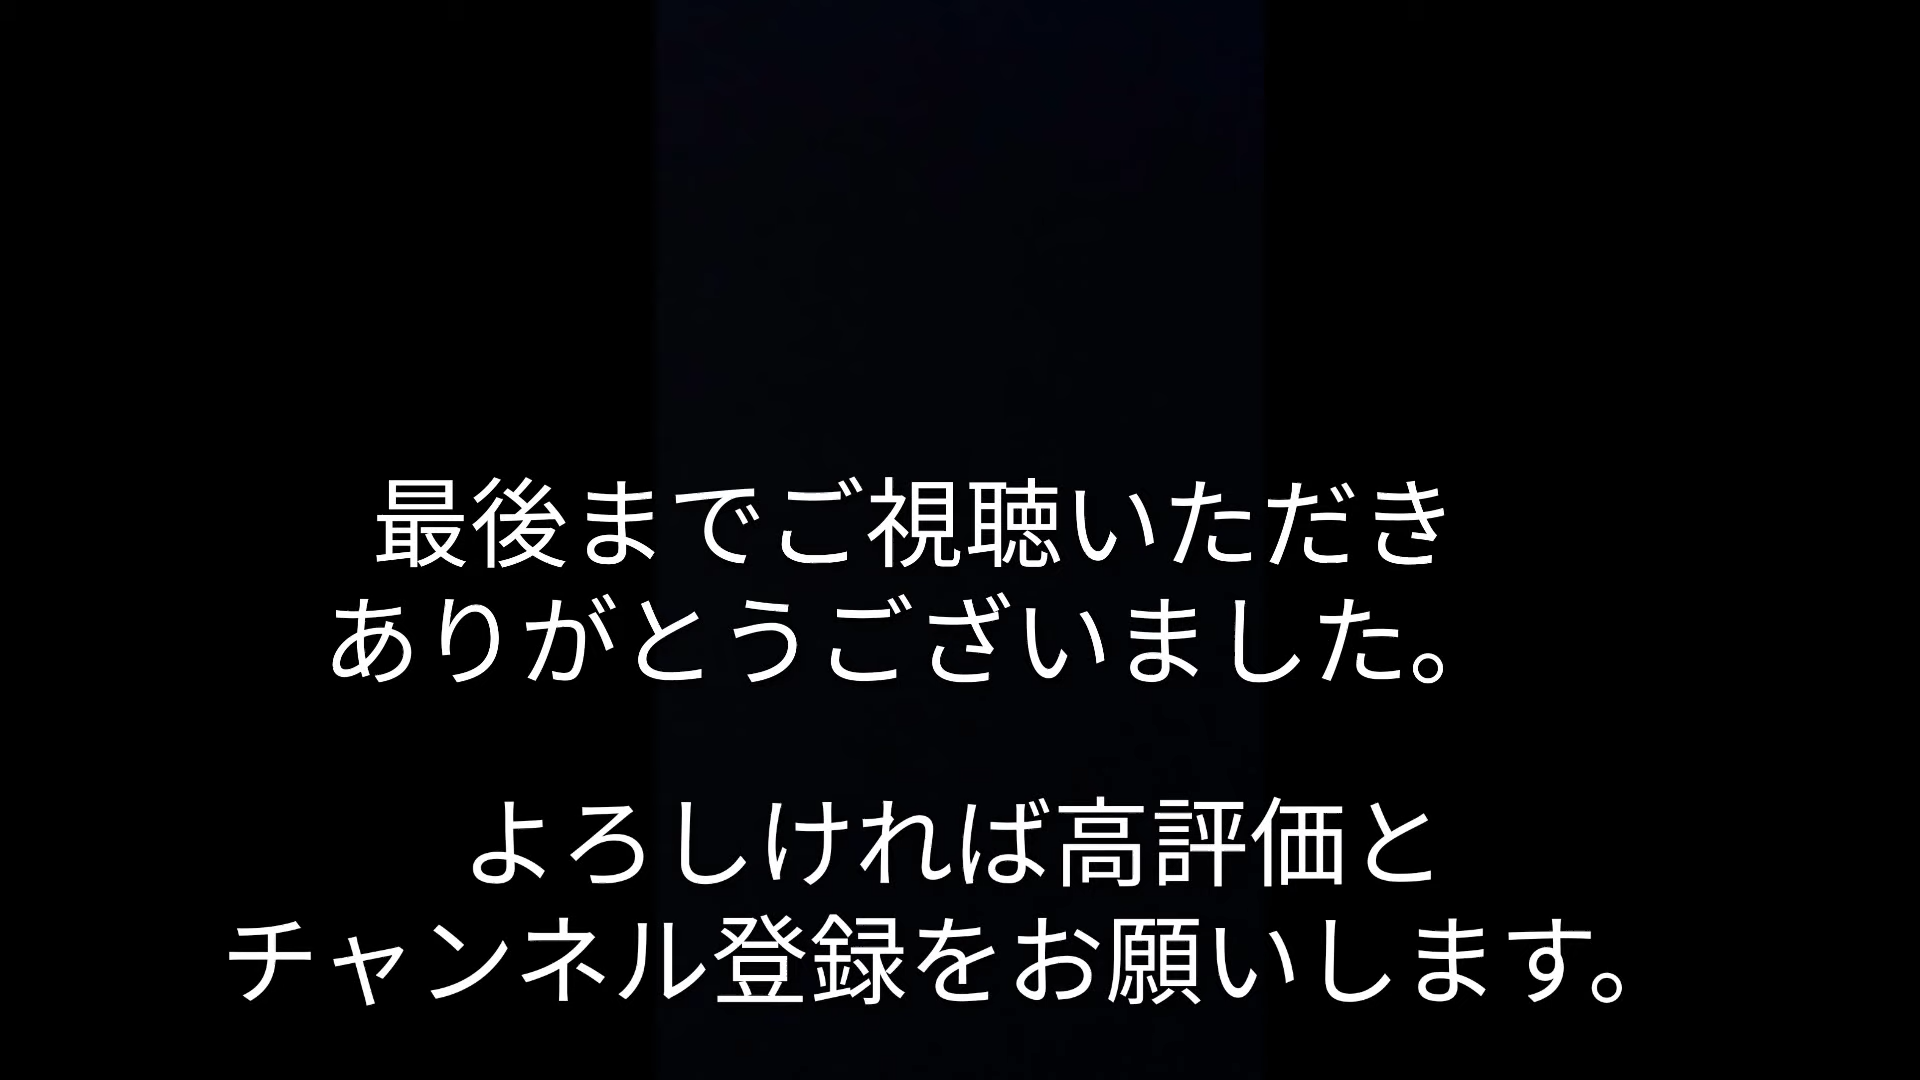 最後までご視聴いただき
ありがとうございました。
よろしければ高評価と
チャンネル登録をお願いします。